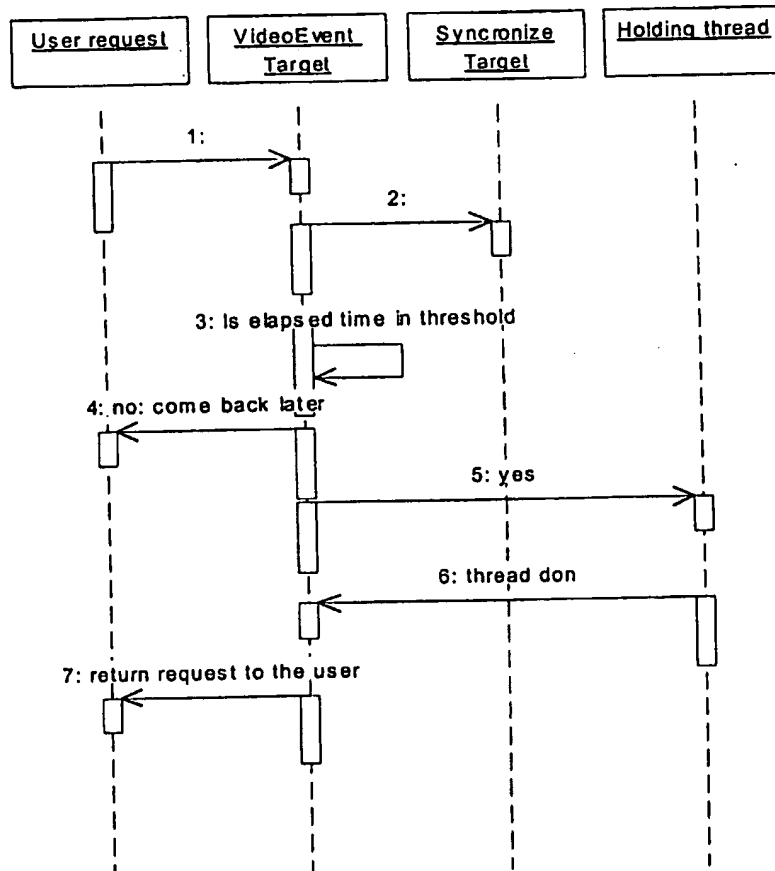 User request
VideoEvent
Target
Syncronize
Target
Holding thread
1:
2:
3: Is elapsed time in threshold
4: no: come back later
5: yes
6: thread don
7: return request to the user